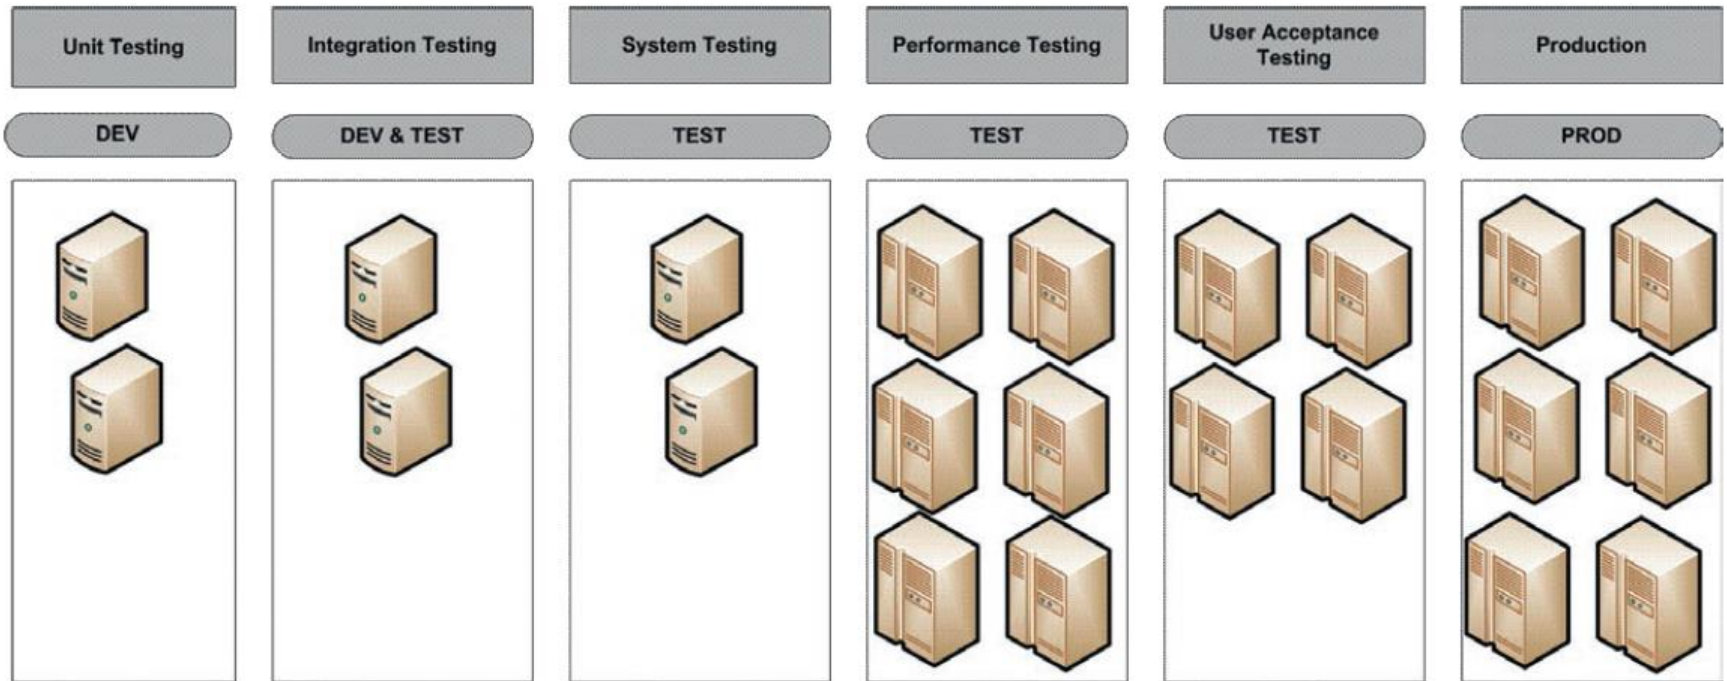 Unit Testing
Integration Testing
System Testing
Performance Testing
User Acceptance
Testing
Production
DEV
DEV & TEST
TEST
TEST
TEST
PROD